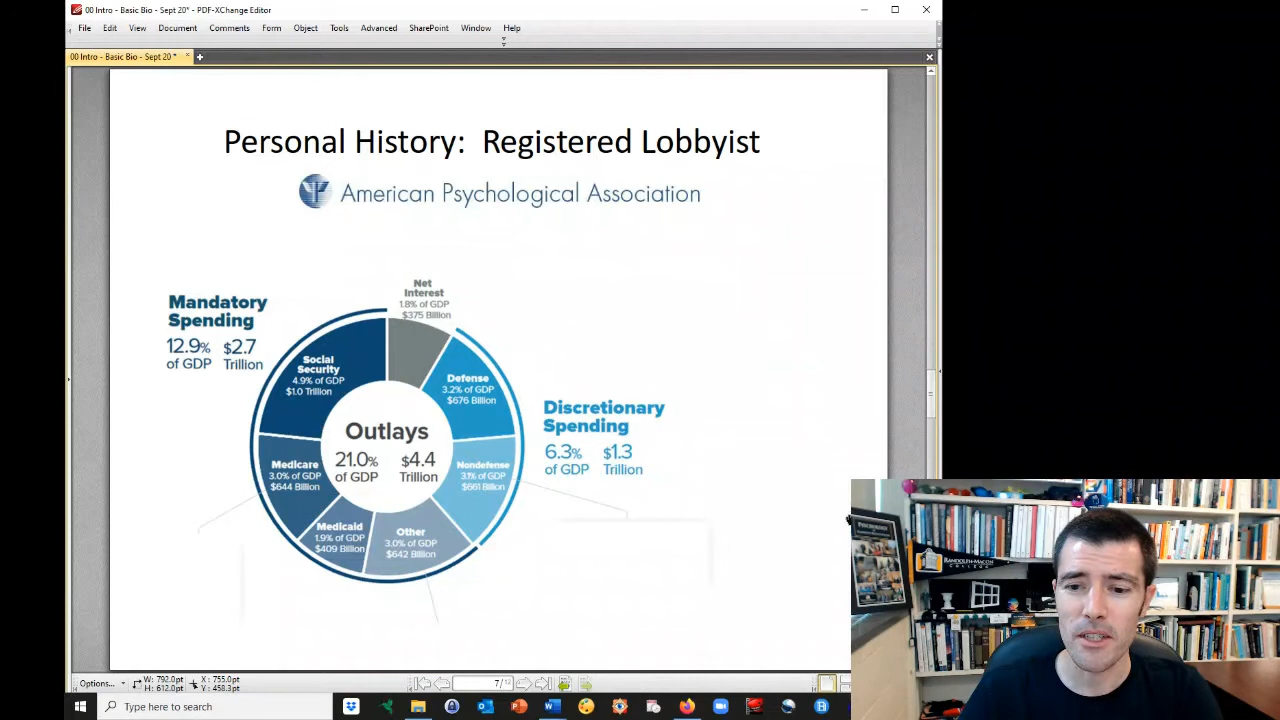 00 Intro - Basic Bio - Sept 20* - PDF-XChange Editor
File Edit View Document Comments Form Object Tools Advanced SharePoint Window Help
00 Intro - Basic Bio - Sept 20 *
Personal History: Registered Lobbyist
American Psychological Association
Net
Interest
1.8% of GDP
$375 Billion
Mandatory
Spending
12.9% $2.7
of GDP Trillion
Social
Security
4.9% of GDP
$1.0 Trillion
Defense
3.2% of GDP
$676 Billion
Discretionary
Spending
6.3% $1.3
of GDP Trillion
Outlays
21.0% $4.4
of GDP Trillion
Medicare
3.0% of GDP
$644 Billion
Nondefense
3.1% of GDP
$661 Billion
Medicaid
1.9% of GDP
$409 Billion
Other
3.0% of GDP
$642 Billion
PSYCHOLOGY
RANDOLPH-MACON
COLLEGE
Options...
W: 792.0pt
H: 612.0pt
X: 755.0pt
Y: 458.3pt
7/12
Type here to search